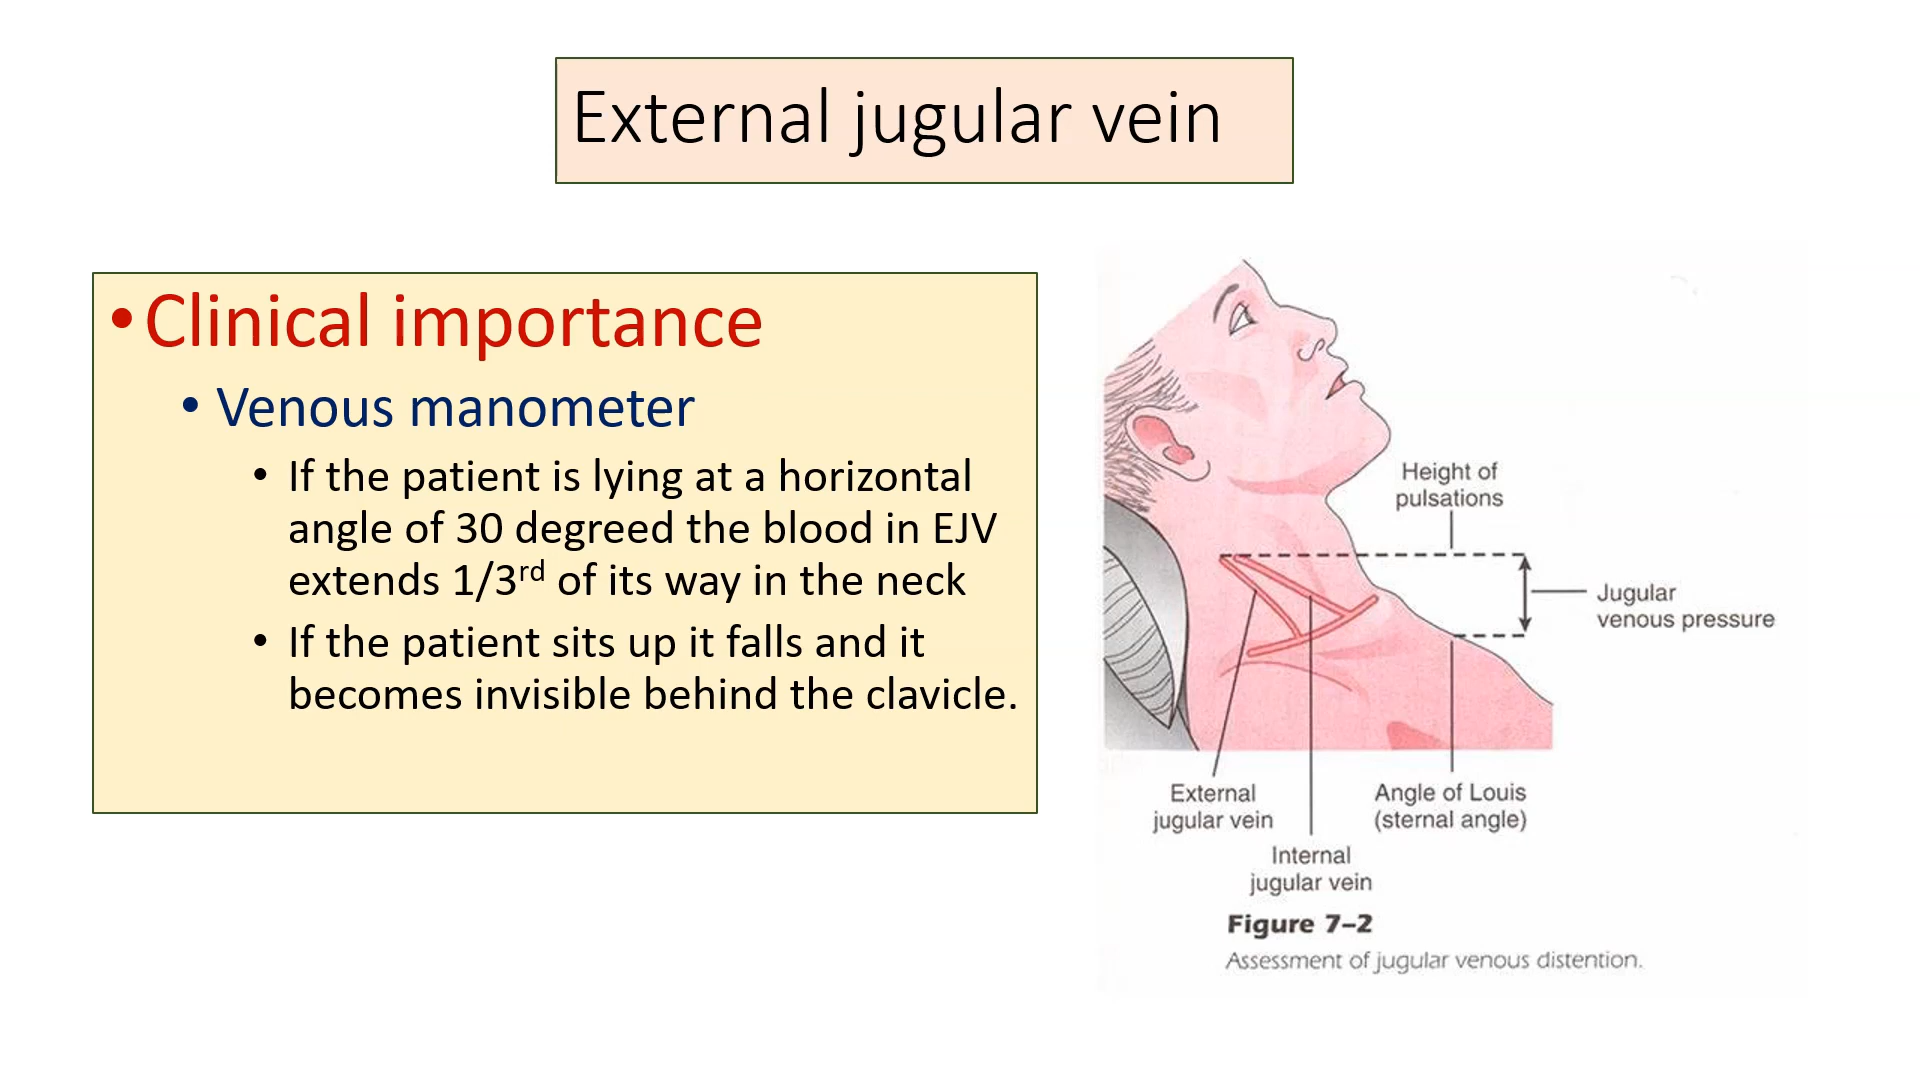 External jugular vein
• Clinical importance
• Venous manometer
• If the patient is lying at a horizontal
angle of 30 degreed the blood in EJV
extends 1/3rd of its way in the neck
• If the patient sits up it falls and it
becomes invisible behind the clavicle.
Height of
pulsations
Jugular
venous pressure
External
jugular vein
Angle of Louis
(sternal angle)
Internal
jugular vein
Figure 7–2
Assessment of jugular venous distention.